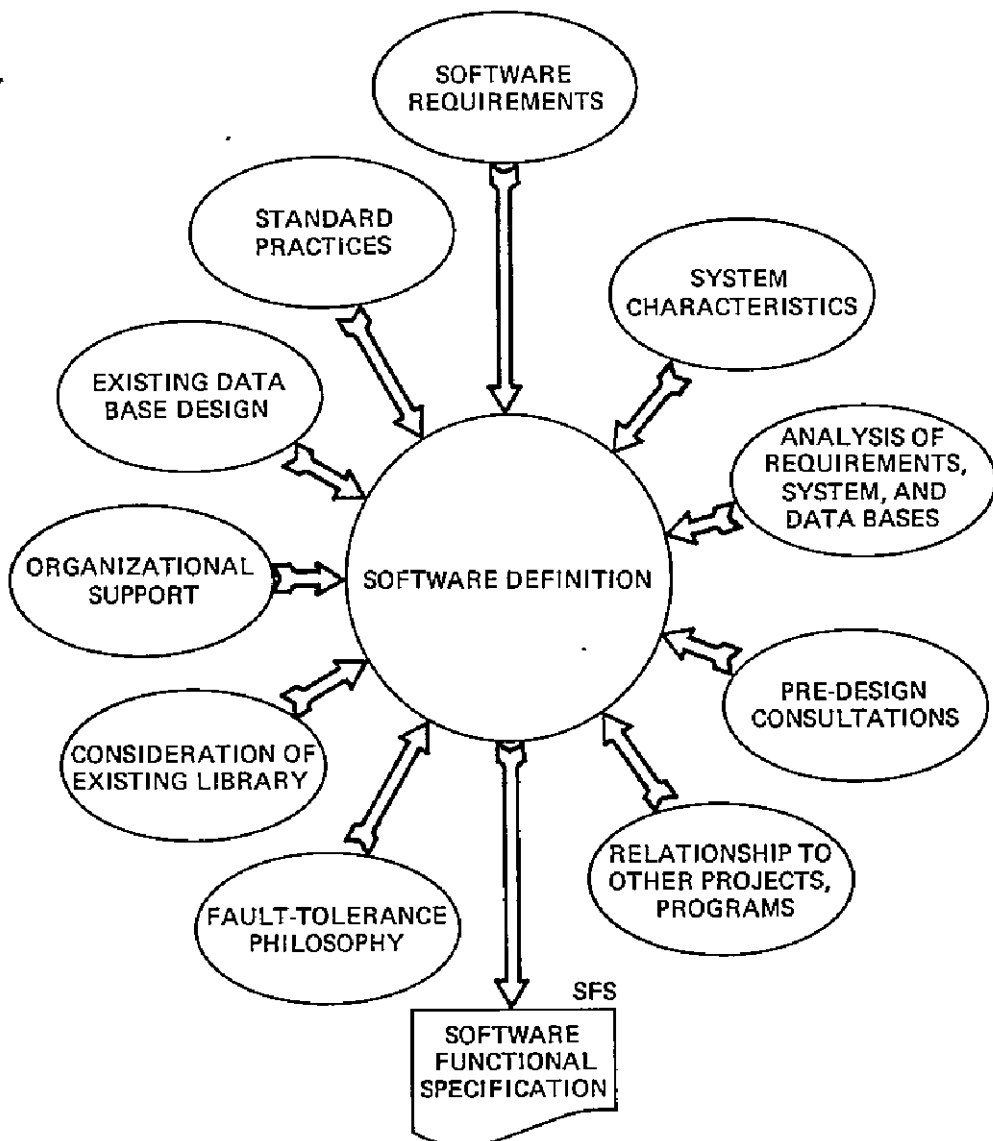 SOFTWARE
REQUIREMENTS
STANDARD
PRACTICES
SYSTEM
CHARACTERISTICS
EXISTING DATA
BASE DESIGN
ANALYSIS OF
REQUIREMENTS,
SYSTEM, AND
DATA BASES
ORGANIZATIONAL
SUPPORT
SOFTWARE DEFINITION
PRE-DESIGN
CONSULTATIONS
CONSIDERATION OF
EXISTING LIBRARY
RELATIONSHIP TO
OTHER PROJECTS,
PROGRAMS
FAULT-TOLERANCE
PHILOSOPHY
SFS
SOFTWARE
FUNCTIONAL
SPECIFICATION